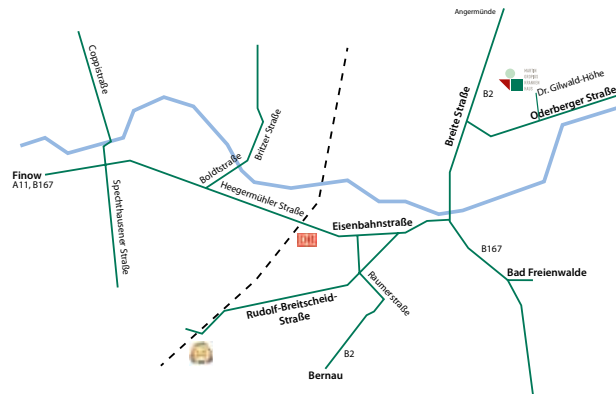 Angermünde
Coppistraße
Britzer Straße
Boldtstraße
B2
Breite Straße
Dr. Gilwald-Höhe
Oderberger Straße
Finow
A11, B167
Spechthausener Straße
Heegermühler Straße
Eisenbahnstraße
B167
Bad Freienwalde
Raumerstraße
Rudolf-Breitscheid-
Straße
B2
Bernau